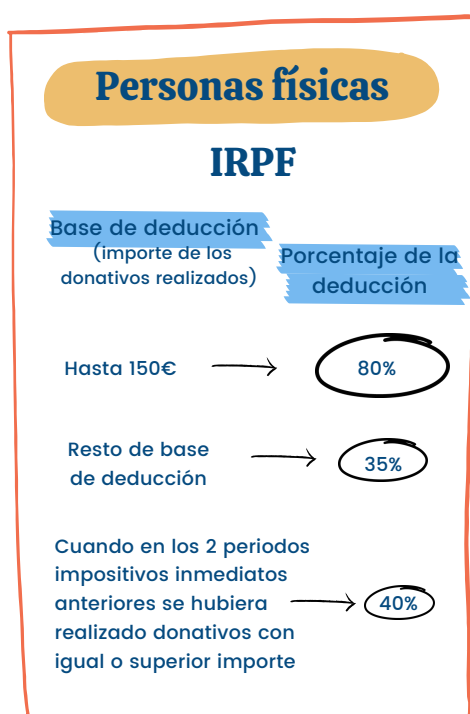 Personas físicas
IRPF
Base de deducción
(importe de los
donativos realizados)
Porcentaje de la
deducción
Hasta 150€
80%
Resto de base
de deducción
35%
Cuando en los 2 periodos
impositivos inmediatos
anteriores se hubiera
realizado donativos con
igual o superior importe
40%